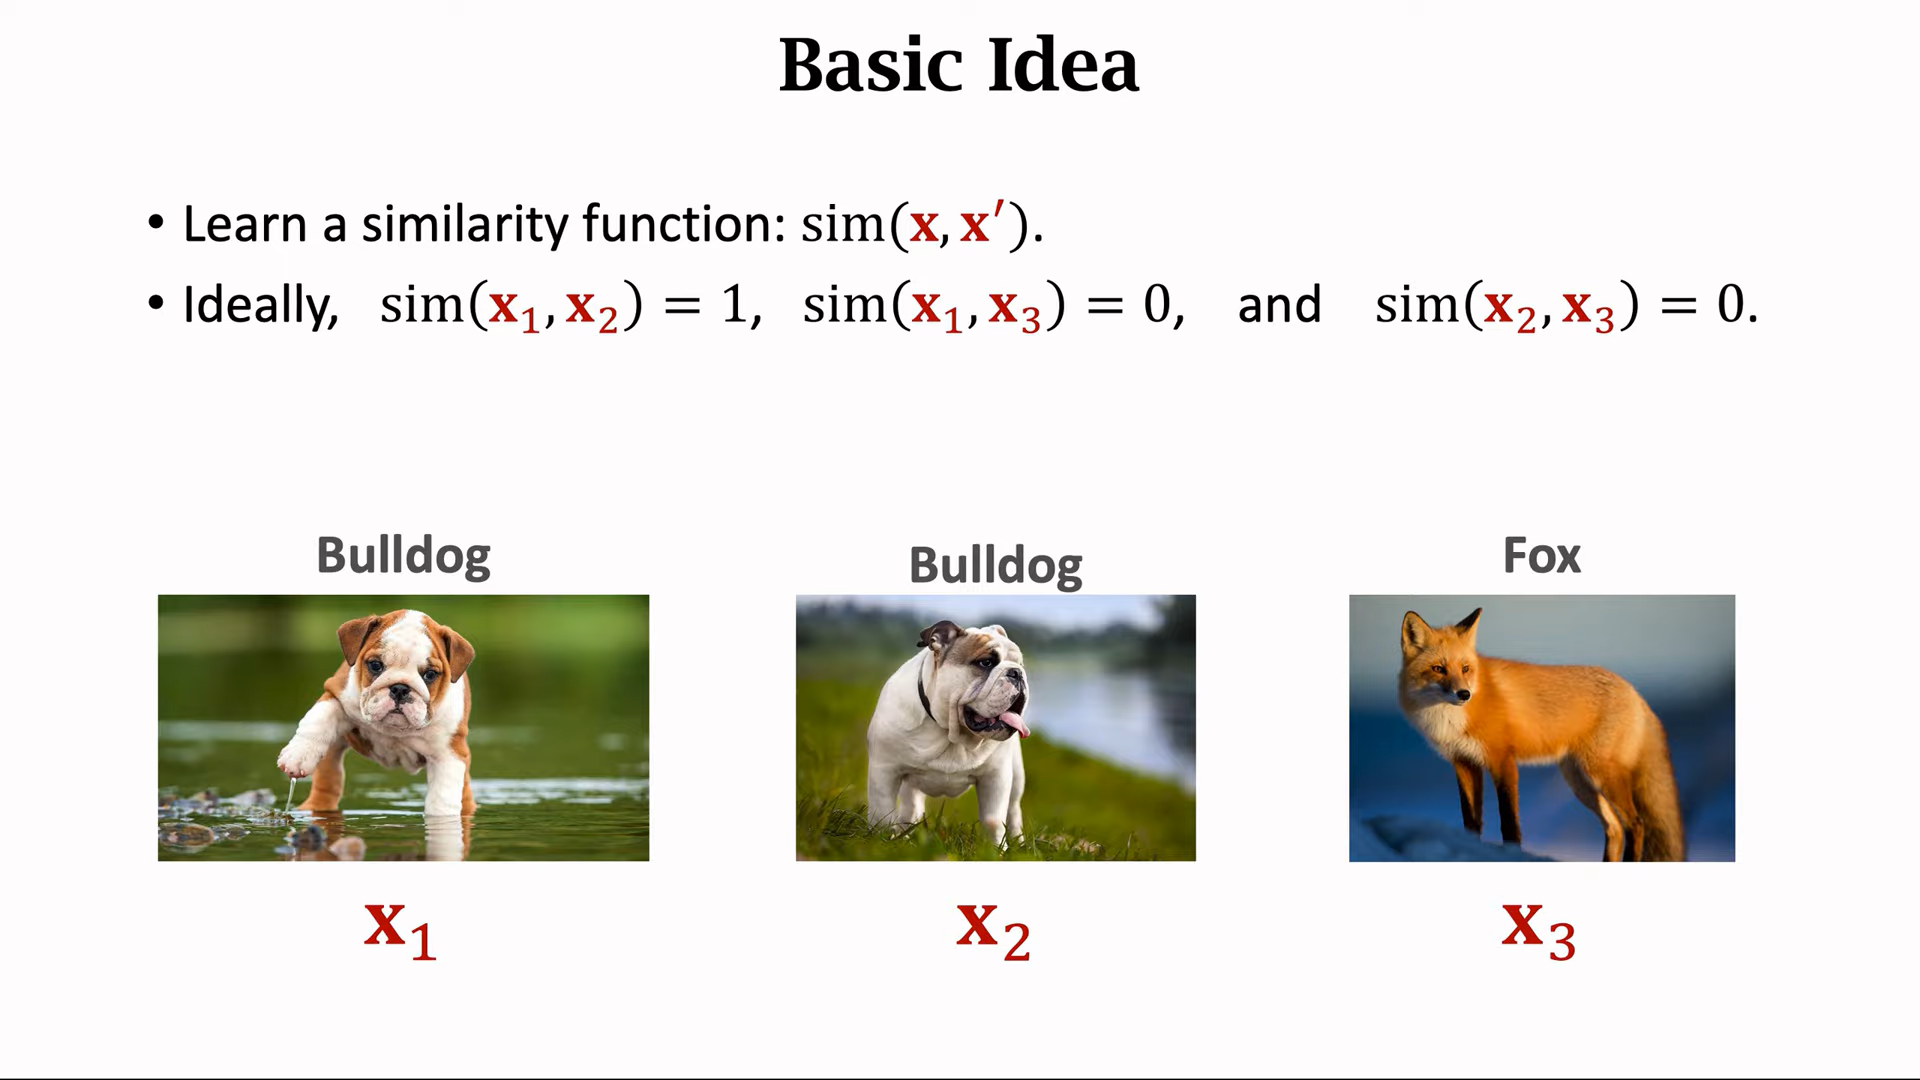 Basic Idea
• Learn a similarity function: sim(x, x′).
• Ideally, sim(x₁, x₂) = 1, sim(x₁, x₃) = 0, and sim(x₂, x₃) = 0.
Bulldog Bulldog Fox
x₁ x₂ x₃